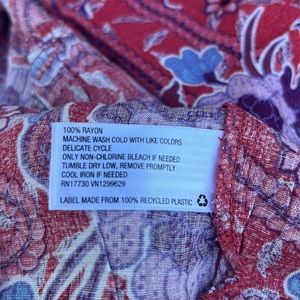 100% RAYON
MACHINE WASH COLD WITH LIKE COLORS
DELICATE CYCLE
ONLY NON-CHLORINE BLEACH IF NEEDED
TUMBLE DRY LOW, REMOVE PROMPTLY
COOL IRON IF NEEDED
RN17730 VN1299629
LABEL MADE FROM 100% RECYCLED PLASTIC